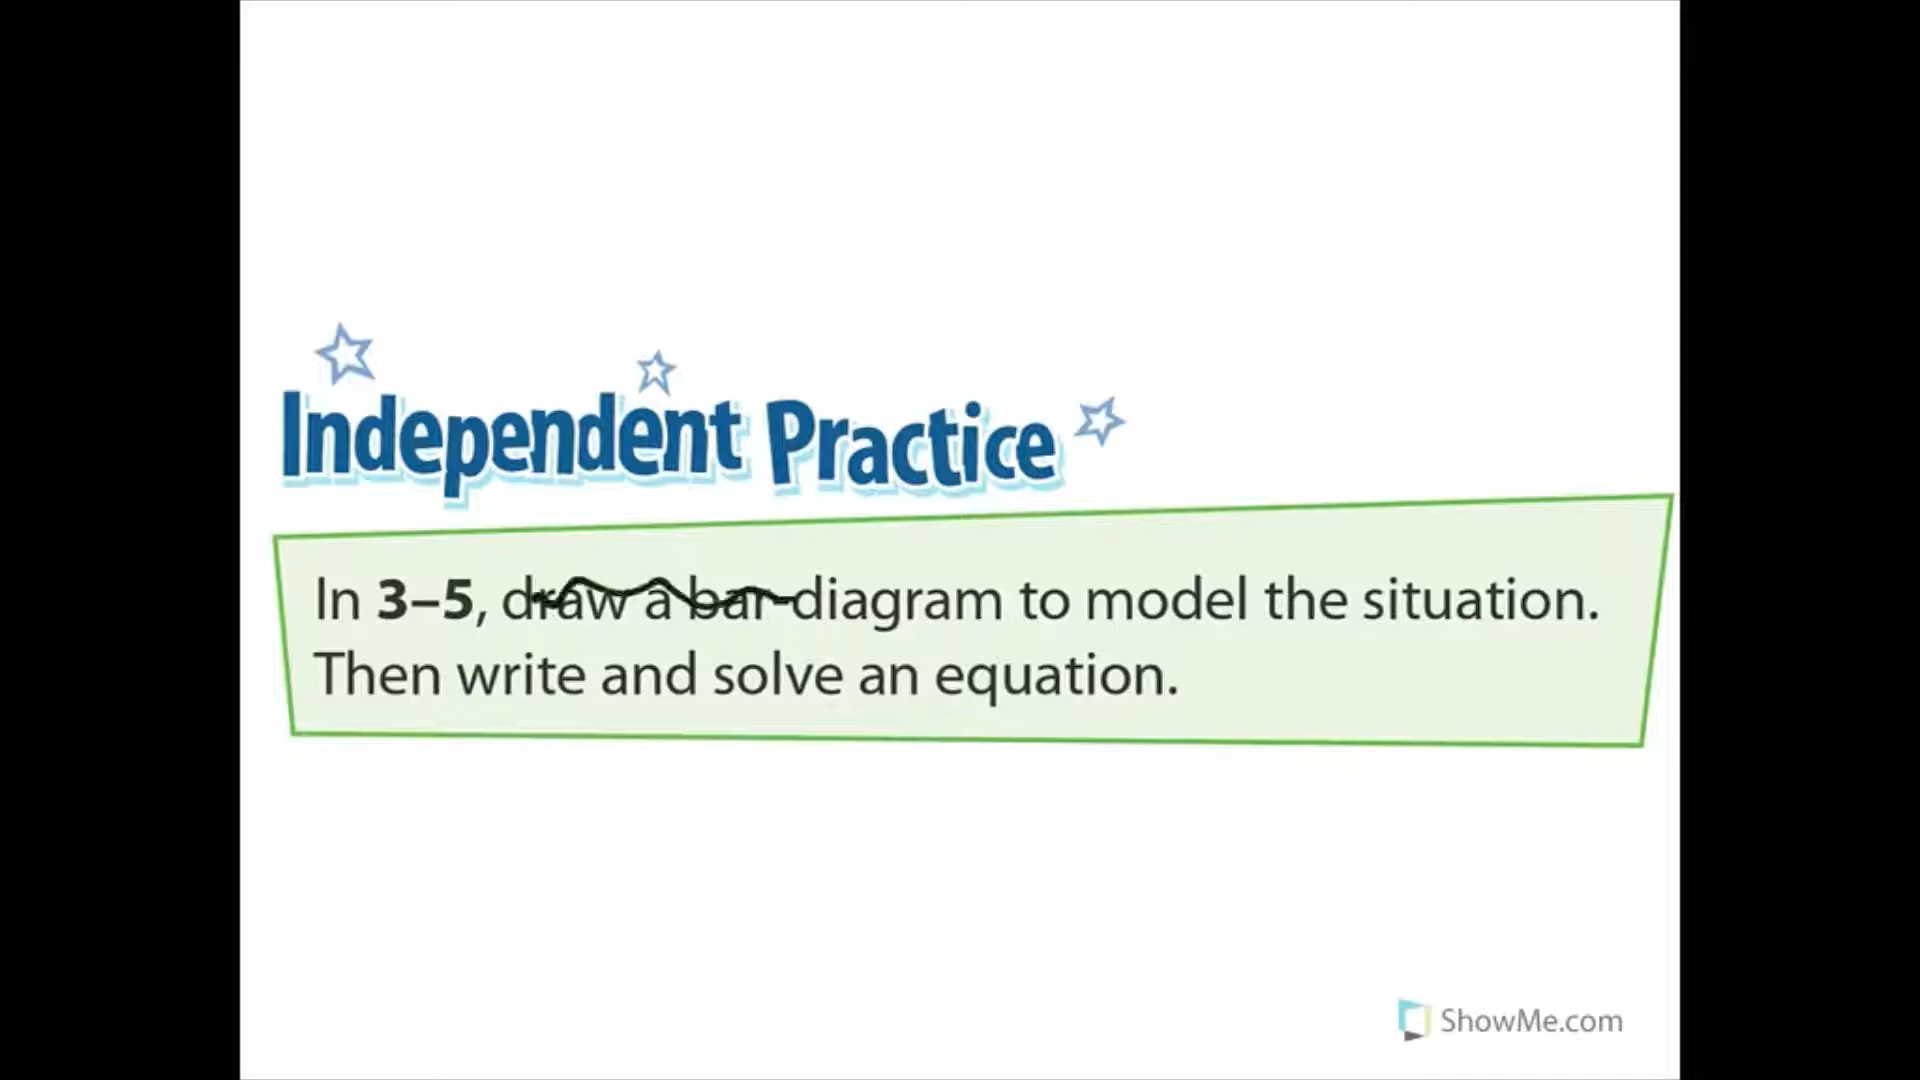 Independent Practice
In 3–5, draw a bar diagram to model the situation.
Then write and solve an equation.
ShowMe.com